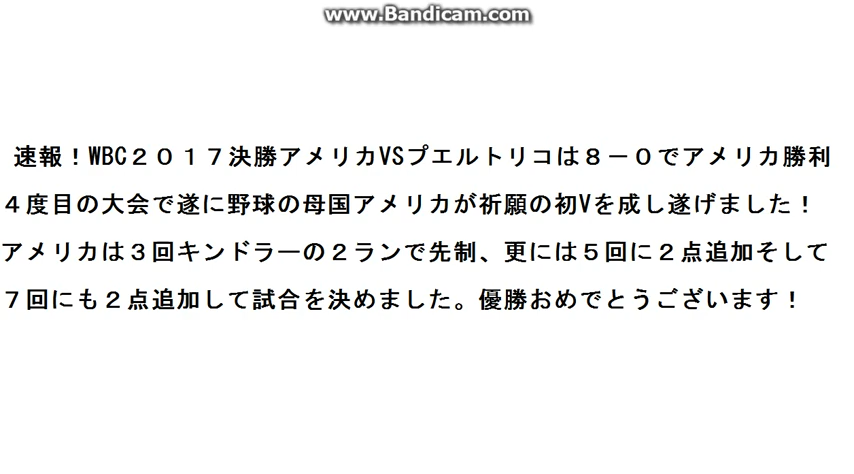 www.Bandicam.com
速報！WBC２０１７決勝アメリカVSプエルトリコは８－０でアメリカ勝利
４度目の大会で遂に野球の母国アメリカが祈願の初Vを成し遂げました！
アメリカは３回キンドラーの２ランで先制、更には５回に２点追加そして
７回にも２点追加して試合を決めました。優勝おめでとうございます！